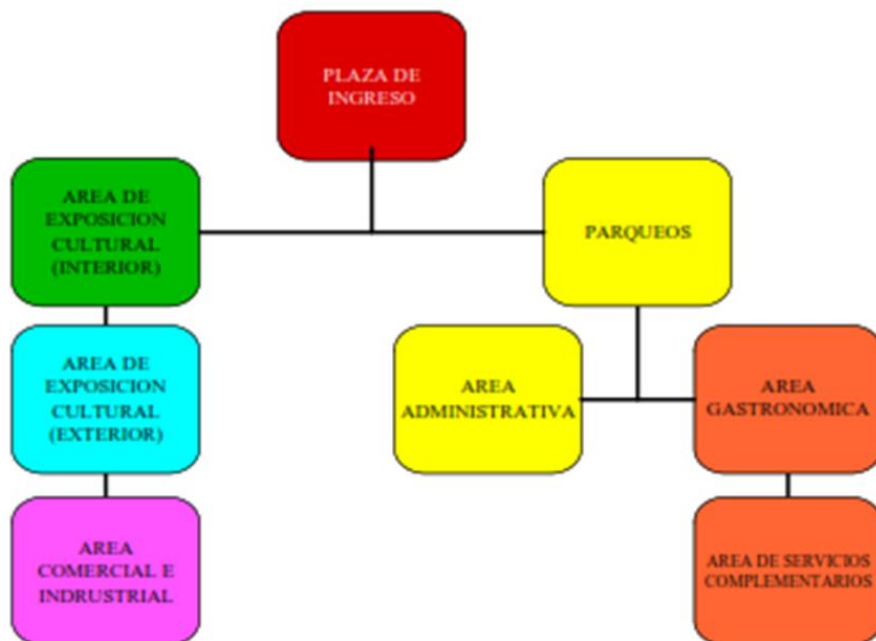 PLAZA DE
INGRESO
AREA DE
EXPOSICION
CULTURAL
(INTERIOR)
PARQUEOS
AREA DE
EXPOSICION
CULTURAL
(EXTERIOR)
AREA
ADMINISTRATIVA
AREA
GASTRONOMICA
AREA
COMERCIAL E
INDRUSTRIAL
AREA DE SERVICIOS
COMPLEMENTARIOS